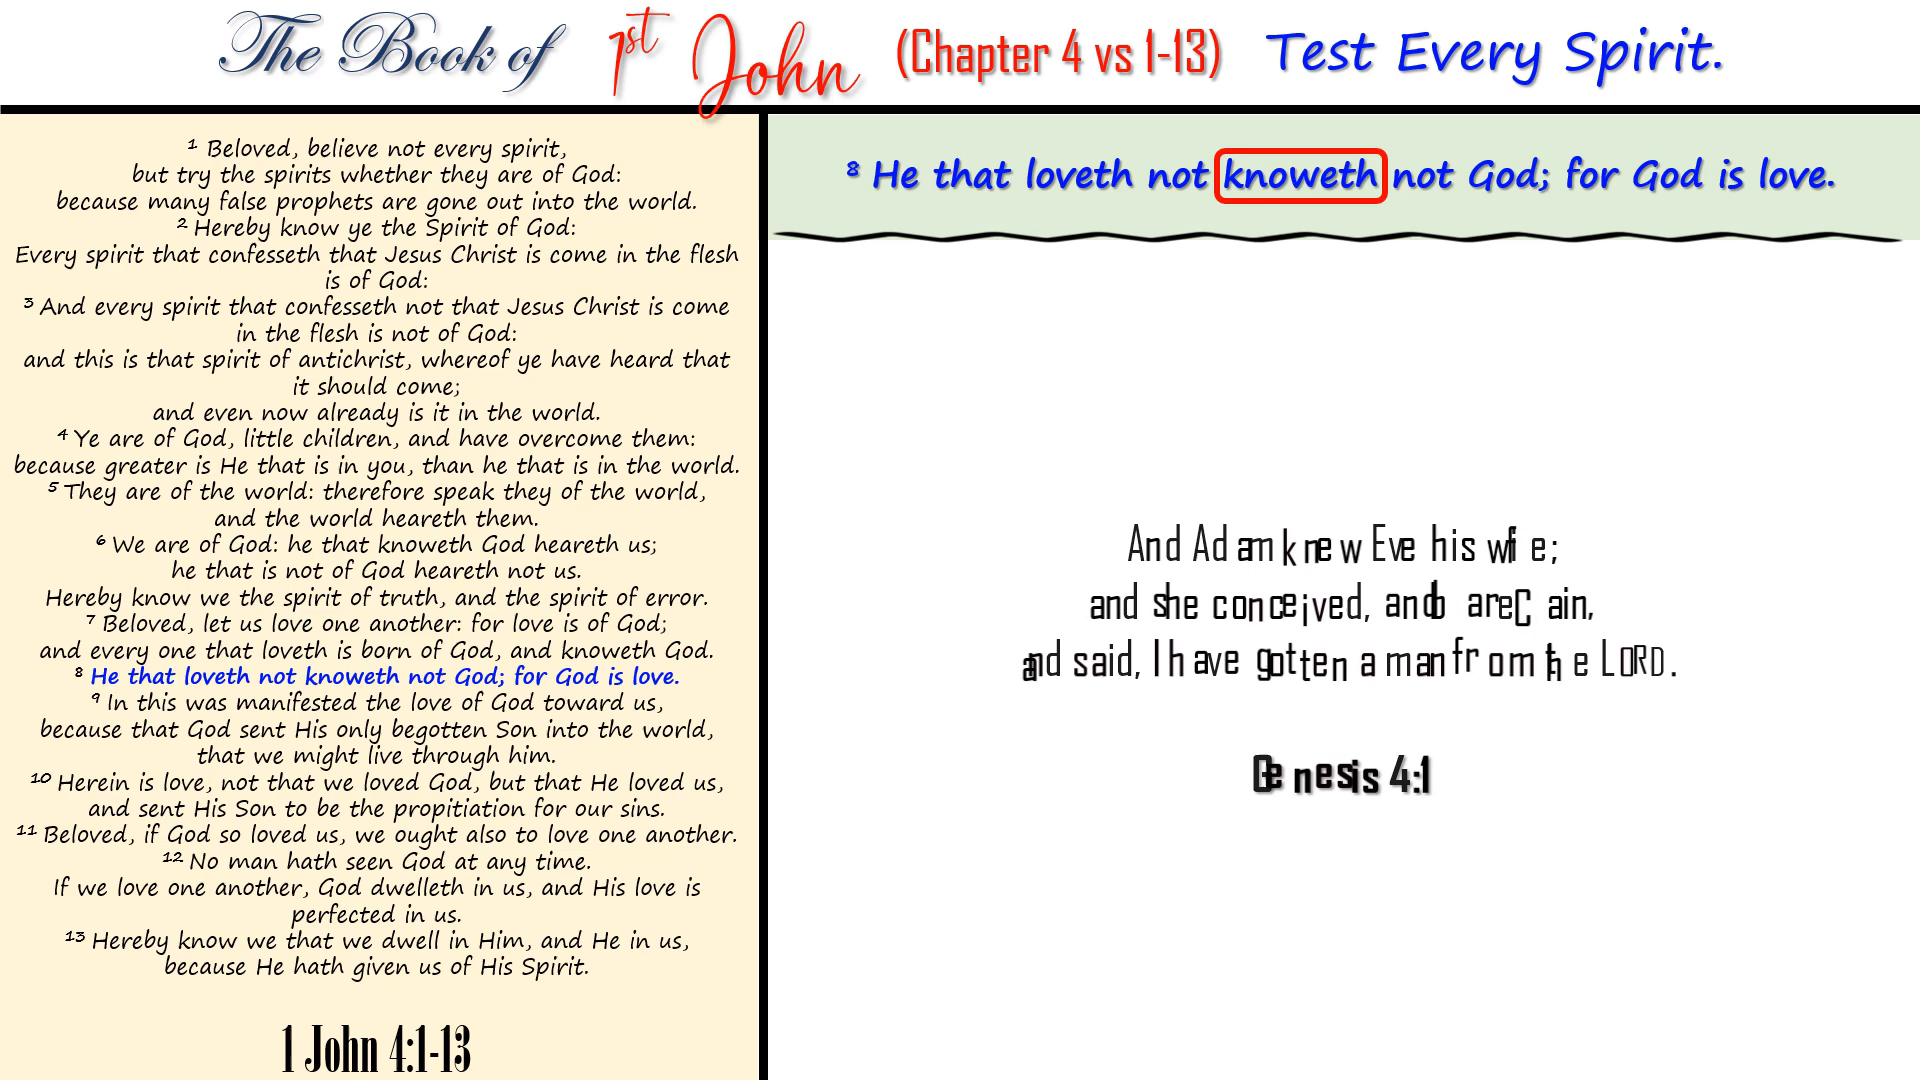 The Book of 1st John (Chapter 4 vs 1-13) Test Every Spirit.
1 Beloved, believe not every spirit,
but try the spirits whether they are of God:
because many false prophets are gone out into the world.
2 Hereby know ye the Spirit of God:
Every spirit that confesseth that Jesus Christ is come in the flesh
is of God:
3 And every spirit that confesseth not that Jesus Christ is come
in the flesh is not of God:
and this is that spirit of antichrist, whereof ye have heard that
it should come;
and even now already is it in the world.
4 Ye are of God, little children, and have overcome them:
because greater is He that is in you, than he that is in the world.
5 They are of the world: therefore speak they of the world,
and the world heareth them.
6 We are of God: he that knoweth God heareth us;
he that is not of God heareth not us.
Hereby know we the spirit of truth, and the spirit of error.
7 Beloved, let us love one another: for love is of God;
and every one that loveth is born of God, and knoweth God.
8 He that loveth not knoweth not God; for God is love.
9 In this was manifested the love of God toward us,
because that God sent His only begotten Son into the world,
that we might live through him.
10 Herein is love, not that we loved God, but that He loved us,
and sent His Son to be the propitiation for our sins.
11 Beloved, if God so loved us, we ought also to love one another.
12 No man hath seen God at any time.
If we love one another, God dwelleth in us, and His love is
perfected in us.
13 Hereby know we that we dwell in Him, and He in us,
because He hath given us of His Spirit.
1 John 4:1-13
8 He that loveth not knoweth not God; for God is love.
And Adam knew Eve his wife;
and she conceived, and bare Cain,
and said, I have gotten a man from the LORD.
Genesis 4:1